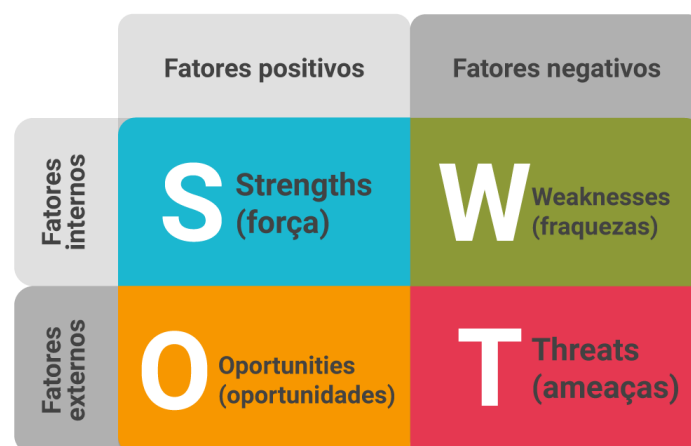 Fatores positivos
Fatores negativos
Fatores
internos
S
Strengths
(força)
W
Weaknesses
(fraquezas)
Fatores
externos
O
Oportunities
(oportunidades)
T
Threats
(ameaças)